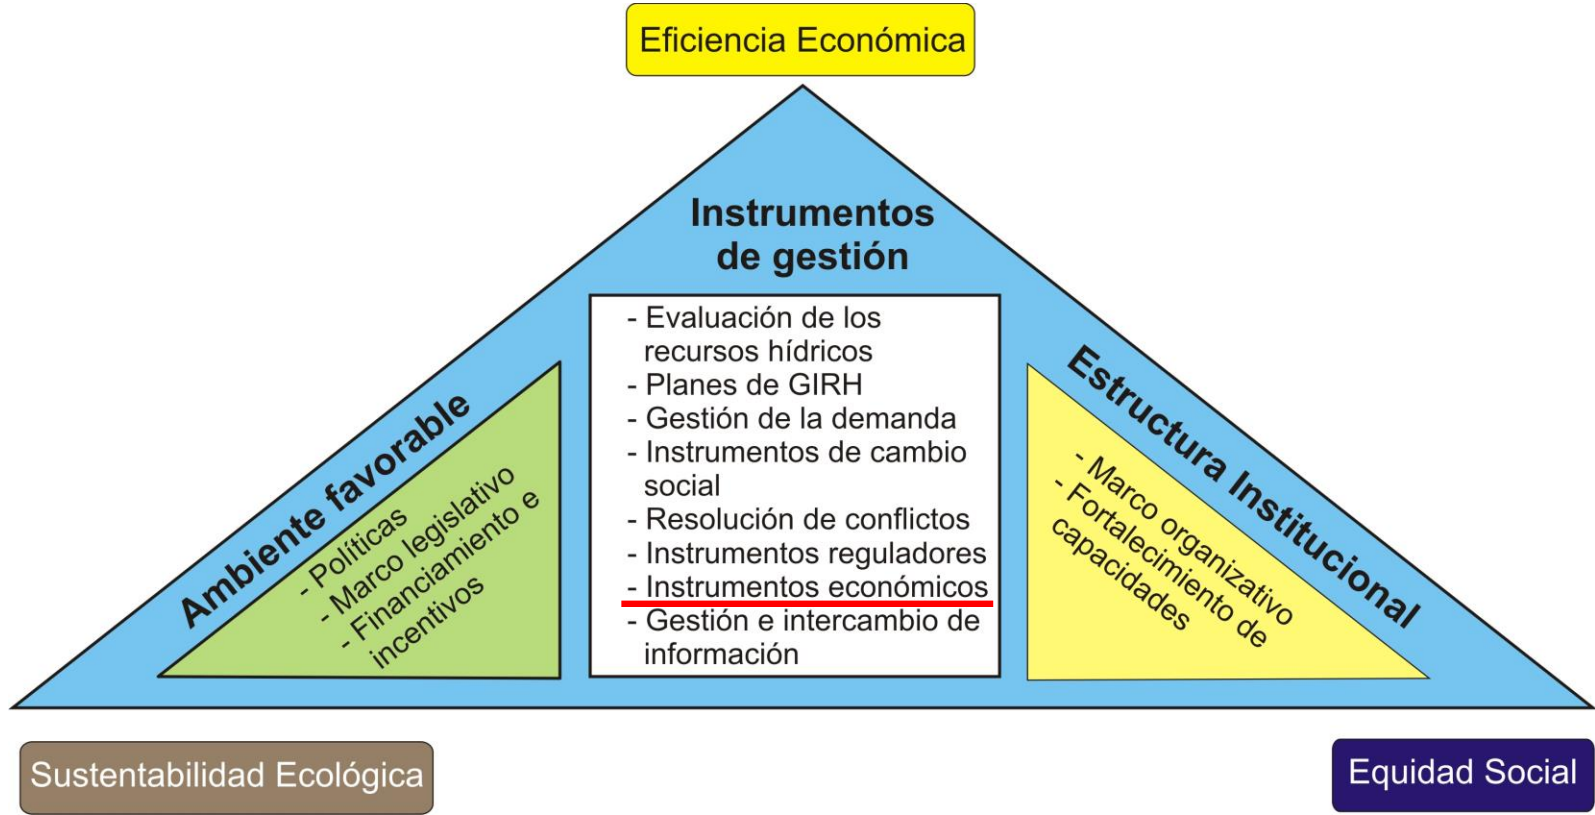 Eficiencia Económica
Instrumentos
de gestión
- Evaluación de los
recursos hídricos
- Planes de GIRH
- Gestión de la demanda
- Instrumentos de cambio
social
- Resolución de conflictos
- Instrumentos reguladores
- Instrumentos económicos
- Gestión e intercambio de
información
Ambiente favorable
- Políticas
- Marco legislativo
- Financiamiento e
incentivos
Estructura Institucional
- Marco organizativo
- Fortalecimiento de
capacidades
Sustentabilidad Ecológica
Equidad Social